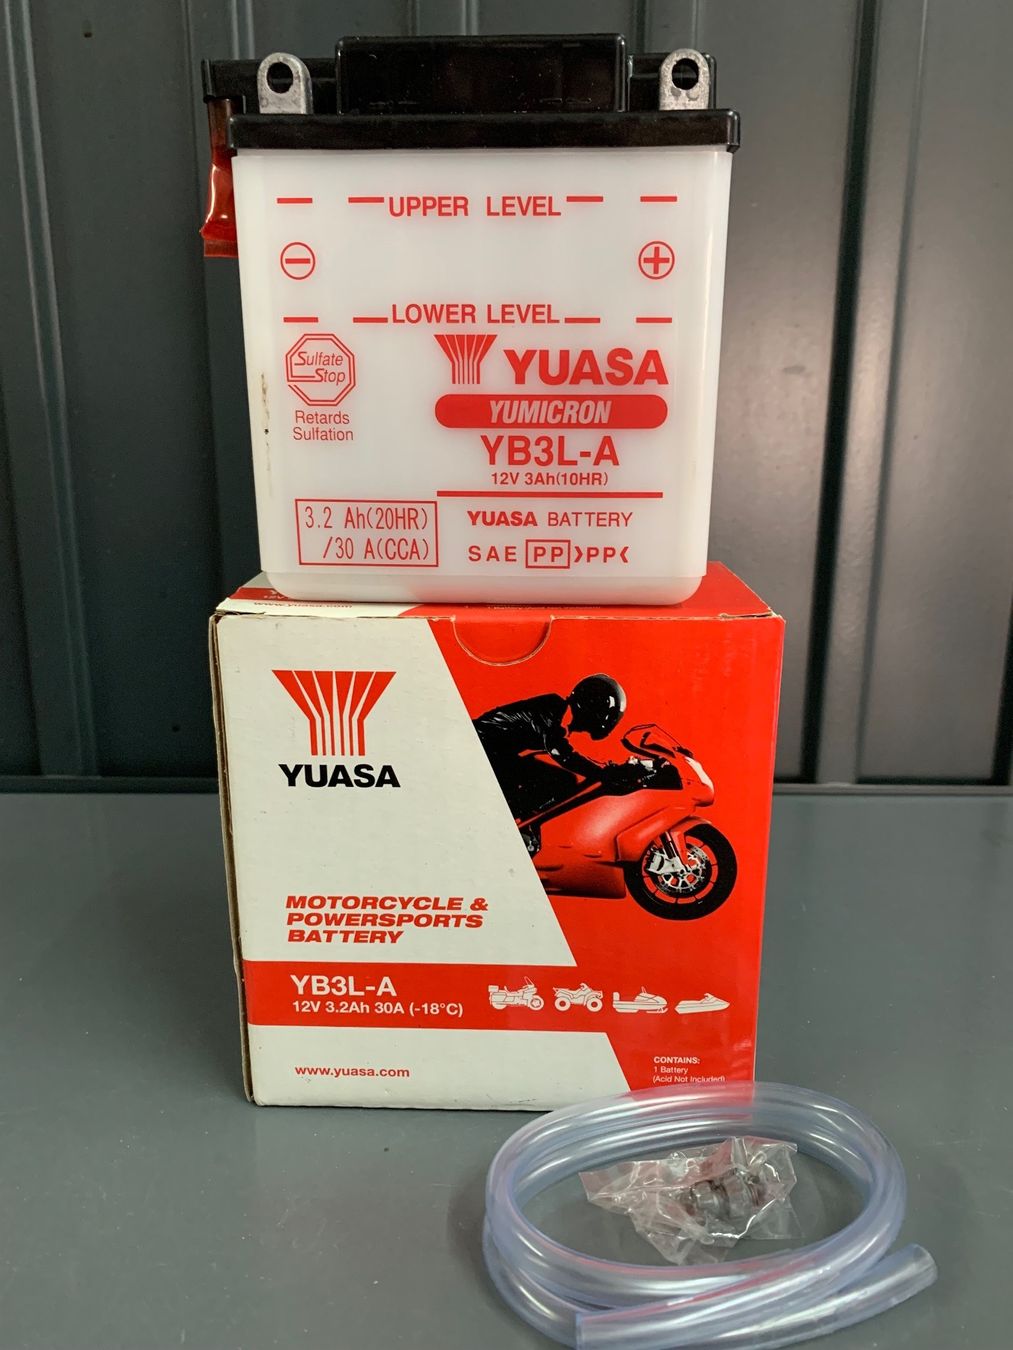 UPPER LEVEL
LOWER LEVEL
Sulfate
Stop
Retards
Sulfation
YUASA
YUMICRON
YB3L-A
12V 3Ah(10HR)
3.2 Ah(20HR)
/30 A(CCA)
YUASA BATTERY
SAE PP >PP<
www.yuasa.com
YUASA
MOTORCYCLE &
POWERSPORTS
BATTERY
YB3L-A
12V 3.2Ah 30A (-18°C)
www.yuasa.com
CONTAINS:
1 Battery
(Acid Not Included)